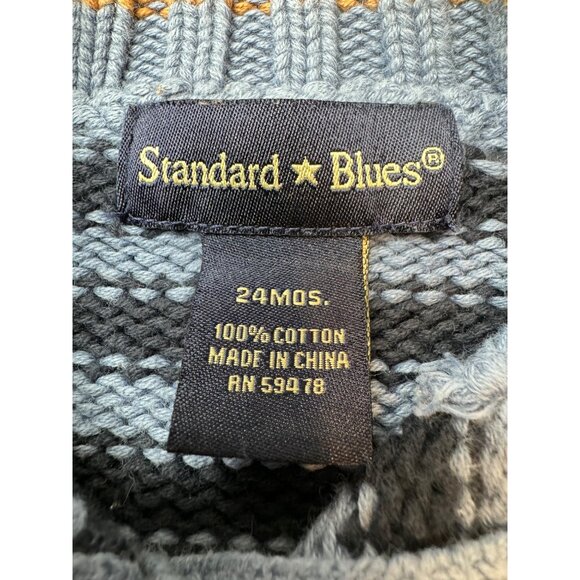 Standard ★ Blues®
24MOS.
100% COTTON
MADE IN CHINA
RN 59478